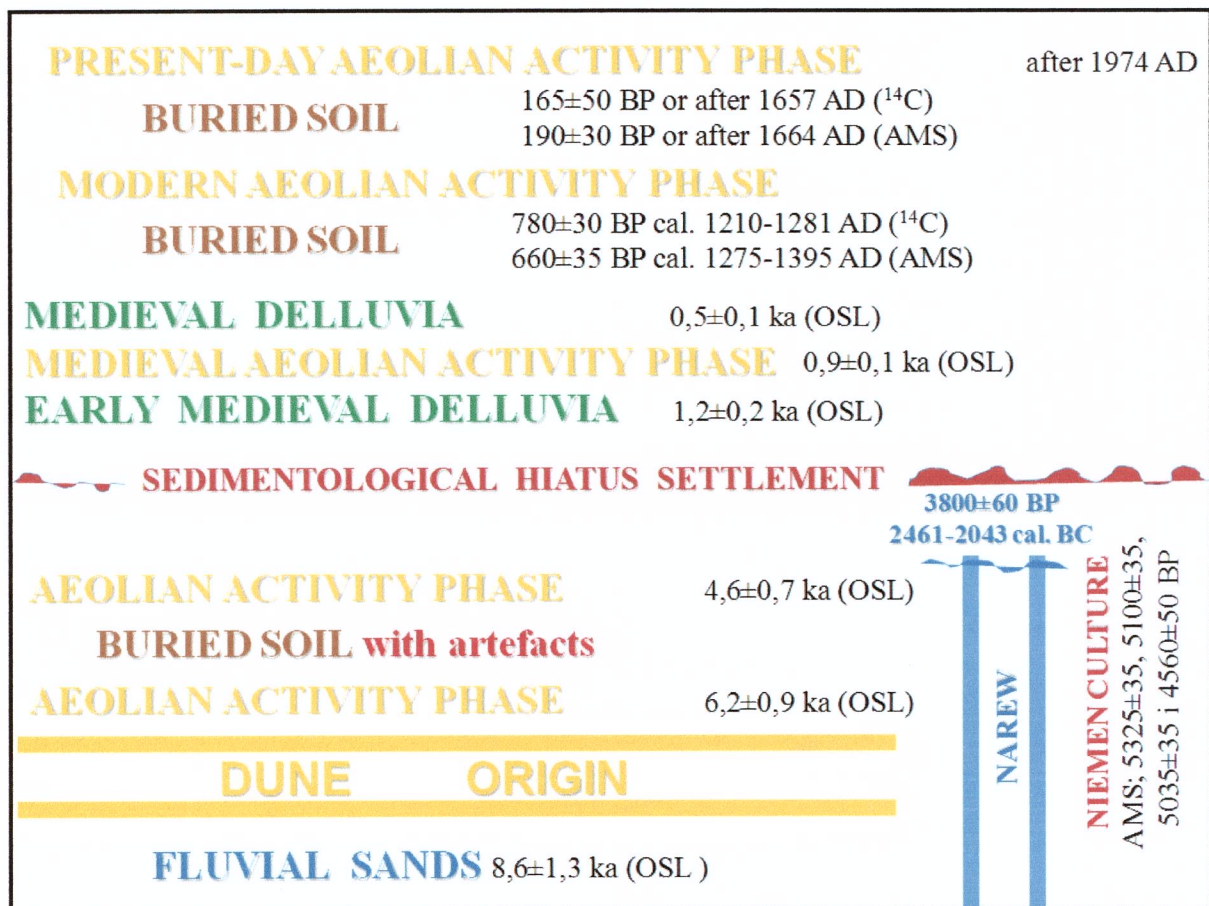 PRESENT-DAY AEOLIAN ACTIVITY PHASE after 1974 AD
BURIED SOIL 165±50 BP or after 1657 AD (¹⁴C)
190±30 BP or after 1664 AD (AMS)
MODERN AEOLIAN ACTIVITY PHASE
BURIED SOIL 780±30 BP cal. 1210-1281 AD (¹⁴C)
660±35 BP cal. 1275-1395 AD (AMS)
MEDIEVAL DELLUVIA 0,5±0,1 ka (OSL)
MEDIEVAL AEOLIAN ACTIVITY PHASE 0,9±0,1 ka (OSL)
EARLY MEDIEVAL DELLUVIA 1,2±0,2 ka (OSL)
SEDIMENTOLOGICAL HIATUS SETTLEMENT
3800±60 BP
2461-2043 cal. BC
AEOLIAN ACTIVITY PHASE 4,6±0,7 ka (OSL)
BURIED SOIL with artefacts
AEOLIAN ACTIVITY PHASE 6,2±0,9 ka (OSL)
DUNE ORIGIN
FLUVIAL SANDS 8,6±1,3 ka (OSL )
NAREW
NIEMEN CULTURE
AMS; 5325±35, 5100±35,
5035±35 i 4560±50 BP